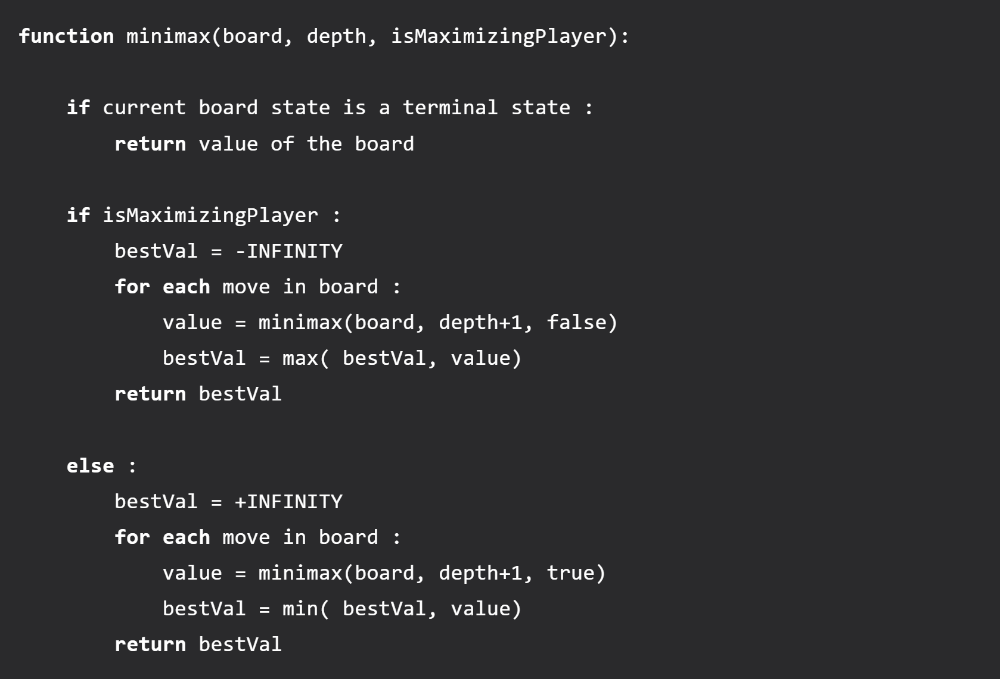 function minimax(board, depth, isMaximizingPlayer):
if current board state is a terminal state :
return value of the board
if isMaximizingPlayer :
bestVal = -INFINITY
for each move in board :
value = minimax(board, depth+1, false)
bestVal = max( bestVal, value)
return bestVal
else :
bestVal = +INFINITY
for each move in board :
value = minimax(board, depth+1, true)
bestVal = min( bestVal, value)
return bestVal